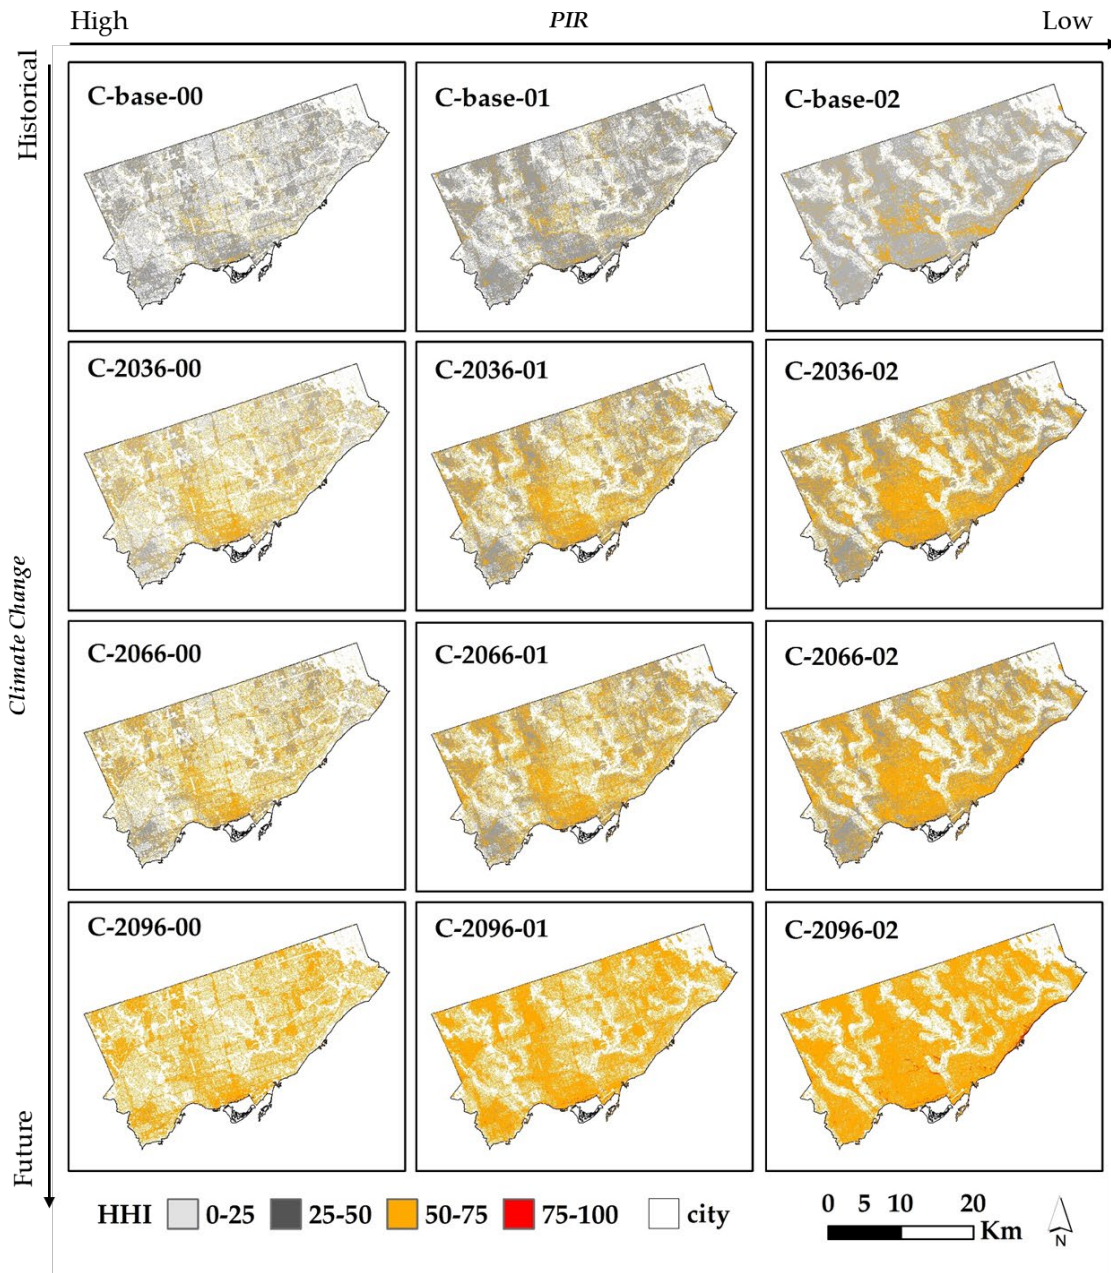 High PIR Low
Historical
C-base-00 C-base-01 C-base-02
C-2036-00 C-2036-01 C-2036-02
Climate Change
C-2066-00 C-2066-01 C-2066-02
C-2096-00 C-2096-01 C-2096-02
Future
HHI 0-25 25-50 50-75 75-100 city
0 5 10 20
Km
N